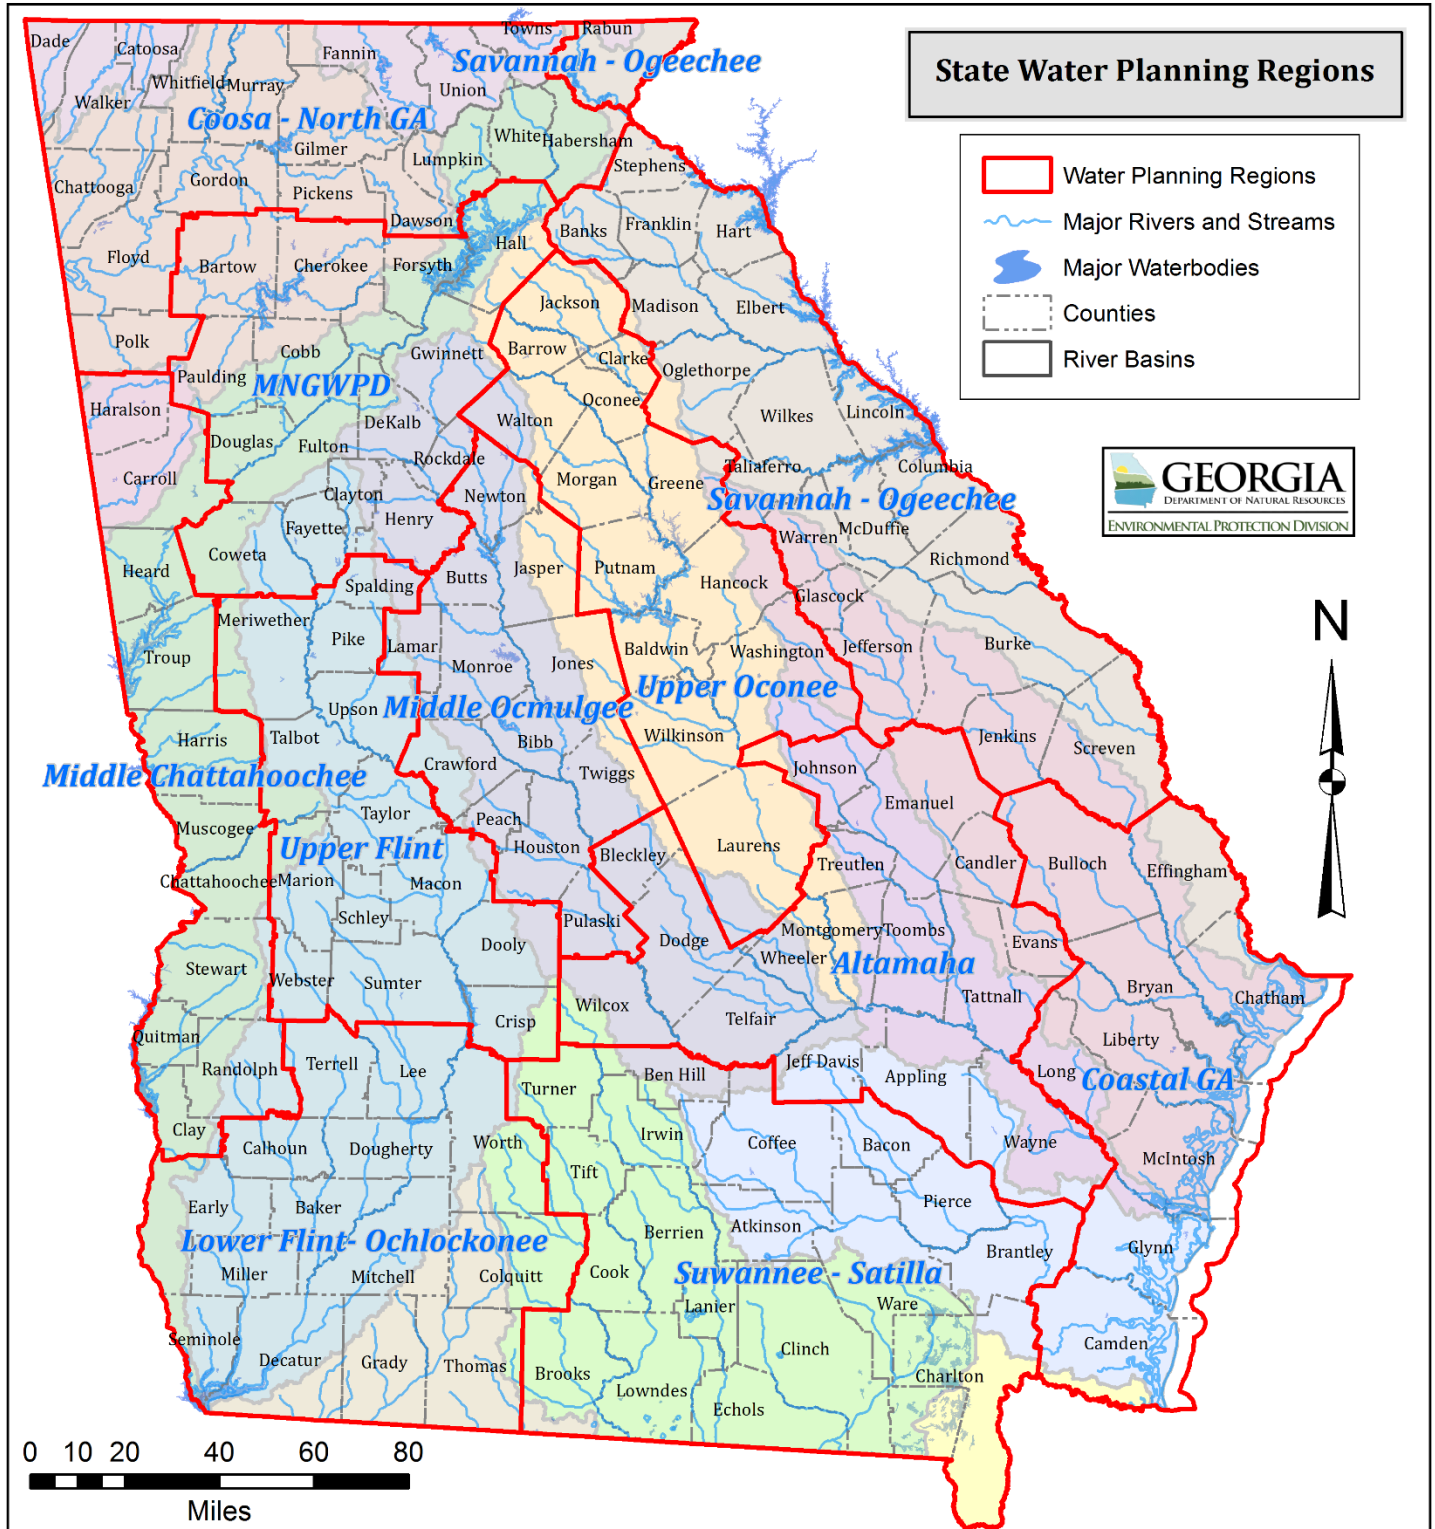 State Water Planning Regions
Water Planning Regions
Major Rivers and Streams
Major Waterbodies
Counties
River Basins
GEORGIA
DEPARTMENT OF NATURAL RESOURCES
ENVIRONMENTAL PROTECTION DIVISION
N
Dade
Catoosa
Fannin
Towns
Rabun
Savannah - Ogeechee
Whitfield
Murray
Union
Walker
Coosa - North GA
White
Habersham
Gilmer
Lumpkin
Stephens
Chattooga
Gordon
Pickens
Dawson
Franklin
Hart
Banks
Hall
Floyd
Bartow
Cherokee
Forsyth
Jackson
Madison
Elbert
Polk
Cobb
Gwinnett
Barrow
Clarke
Oglethorpe
Paulding
MNGWPD
Haralson
DeKalb
Oconee
Wilkes
Lincoln
Walton
Douglas
Fulton
Rockdale
Taliaferro
Columbia
Carroll
Clayton
Newton
Morgan
Greene
Savannah - Ogeechee
Fayette
Henry
McDuffie
Warren
Coweta
Richmond
Heard
Spalding
Butts
Jasper
Putnam
Hancock
Glascock
Meriwether
Pike
Lamar
Baldwin
Washington
Jefferson
Burke
Troup
Monroe
Jones
Upper Oconee
Upson
Middle Ocmulgee
Harris
Talbot
Bibb
Wilkinson
Jenkins
Screven
Middle Chattahoochee
Crawford
Twiggs
Johnson
Emanuel
Muscogee
Taylor
Peach
Upper Flint
Houston
Bleckley
Laurens
Treutlen
Candler
Bulloch
Effingham
Chattahoochee
Marion
Macon
Schley
Pulaski
Dooly
Dodge
Montgomery
Toombs
Evans
Wheeler
Altamaha
Stewart
Webster
Sumter
Bryan
Chatham
Wilcox
Tattnall
Crisp
Telfair
Quitman
Liberty
Randolph
Terrell
Lee
Turner
Ben Hill
Jeff Davis
Appling
Long
Coastal GA
Clay
Calhoun
Dougherty
Worth
Irwin
Coffee
Bacon
Wayne
McIntosh
Tift
Early
Baker
Pierce
Berrien
Atkinson
Lower Flint- Ochlockonee
Brantley
Glynn
Miller
Mitchell
Colquitt
Cook
Suwannee - Satilla
Lanier
Ware
Seminole
Clinch
Camden
Decatur
Grady
Thomas
Brooks
Charlton
Lowndes
Echols
0 10 20 40 60 80
Miles